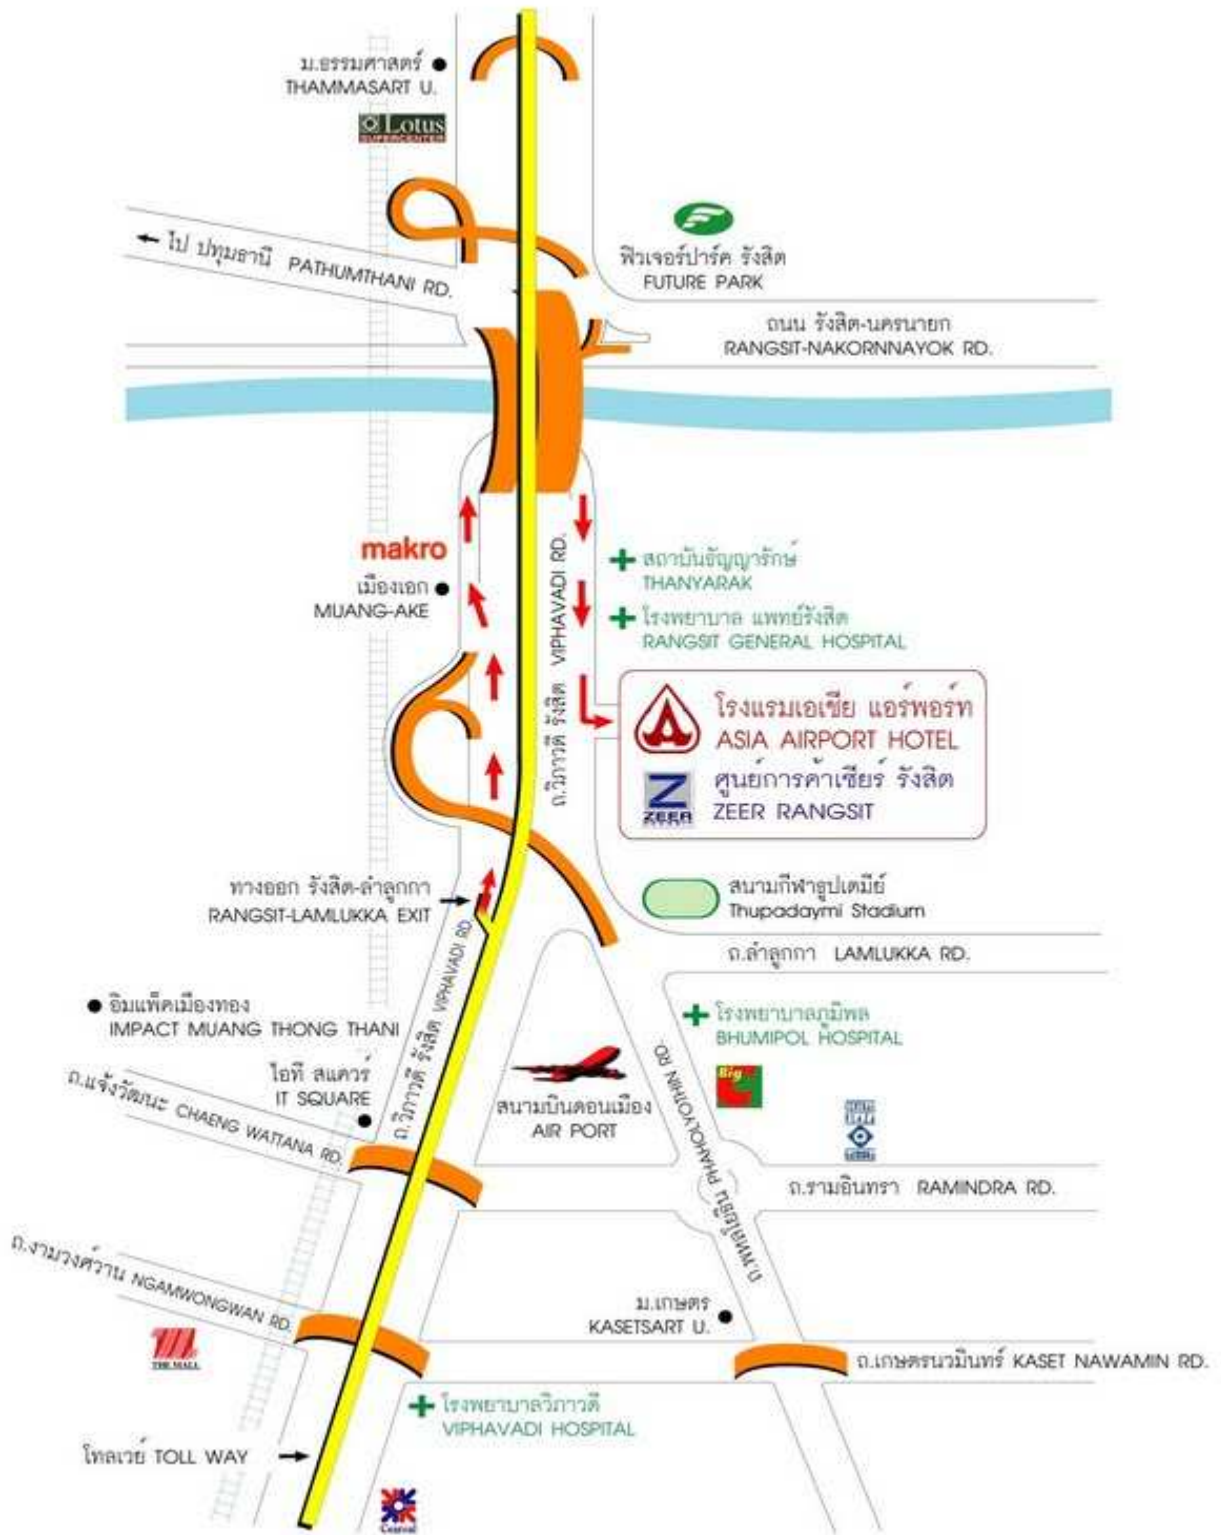 ม.ธรรมศาสตร์
THAMMASART U.
Lotus
SUPERCENTER
ไป ปทุมธานี PATHUMTHANI RD.
ฟิวเจอร์ปาร์ค รังสิต
FUTURE PARK
ถนน รังสิต-นครนายก
RANGSIT-NAKORNNAYOK RD.
makro
เมืองเอก
MUANG-AKE
ถ.วิภาวดี รังสิต VIPHAVADI RD.
สถาบันธัญญารักษ์
THANYARAK
โรงพยาบาล แพทย์รังสิต
RANGSIT GENERAL HOSPITAL
โรงแรมเอเชีย แอร์พอร์ท
ASIA AIRPORT HOTEL
Z
ZEER
ศูนย์การค้าเซียร์ รังสิต
ZEER RANGSIT
ทางออก รังสิต-ลำลูกกา
RANGSIT-LAMLUKKA EXIT
สนามกีฬาธูปเตมีย์
Thupadaymi Stadium
ถ.ลำลูกกา LAMLUKKA RD.
ถ.วิภาวดี รังสิต VIPHAVADI RD.
อิมแพ็คเมืองทอง
IMPACT MUANG THONG THANI
โรงพยาบาลภูมิพล
BHUMIPOL HOSPITAL
ไอที สแควร์
IT SQUARE
สนามบินดอนเมือง
AIR PORT
Big
ถ.พหลโยธิน PHAHOLYOTHIN RD.
ถ.แจ้งวัฒนะ CHAENG WATTANA RD.
ถ.รามอินทรา RAMINDRA RD.
ถ.งามวงศ์วาน NGAMWONGWAN RD.
THE MALL
ม.เกษตร
KASETSART U.
ถ.เกษตรนวมินทร์ KASET NAWAMIN RD.
โรงพยาบาลวิภาวดี
VIPHAVADI HOSPITAL
โทลเวย์ TOLL WAY
Central